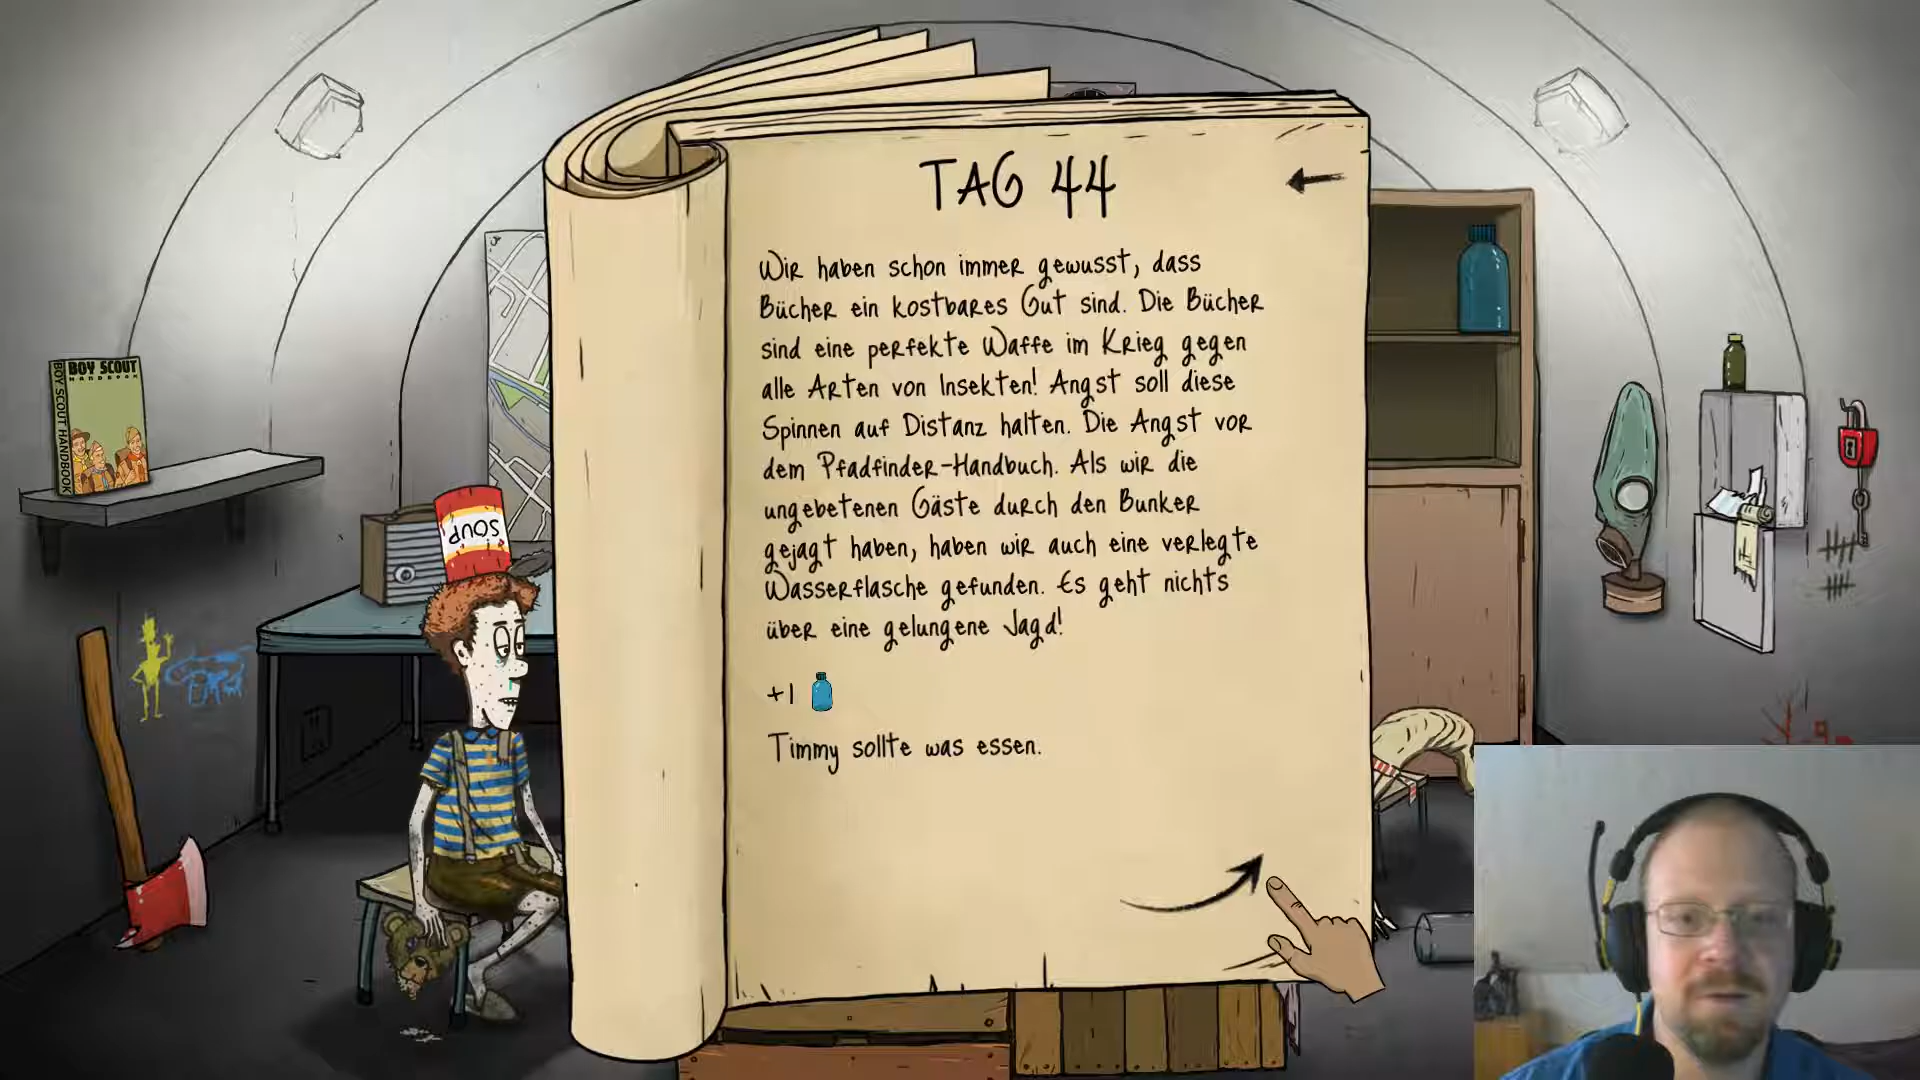 TAG 44
Wir haben schon immer gewusst, dass
Bücher ein kostbares Gut sind. Die Bücher
sind eine perfekte Waffe im Krieg gegen
alle Arten von Insekten! Angst soll diese
Spinnen auf Distanz halten. Die Angst vor
dem Pfadfinder-Handbuch. Als wir die
ungebetenen Gäste durch den Bunker
gejagt haben, haben wir auch eine verlegte
Wasserflasche gefunden. Es geht nichts
über eine gelungene Jagd!
+1
Timmy sollte was essen.
BOY SCOUT
HANDBOOK
BOY SCOUT HANDBOOK
SOUP